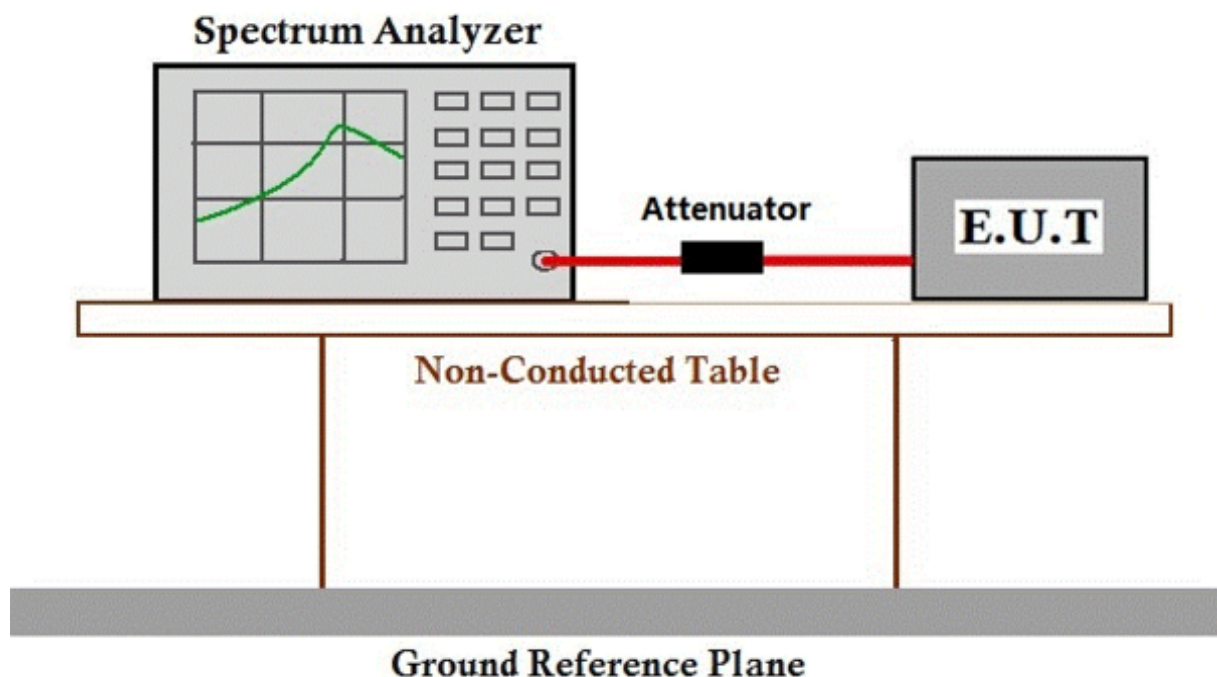 Spectrum Analyzer
Attenuator
E.U.T
Non-Conducted Table
Ground Reference Plane